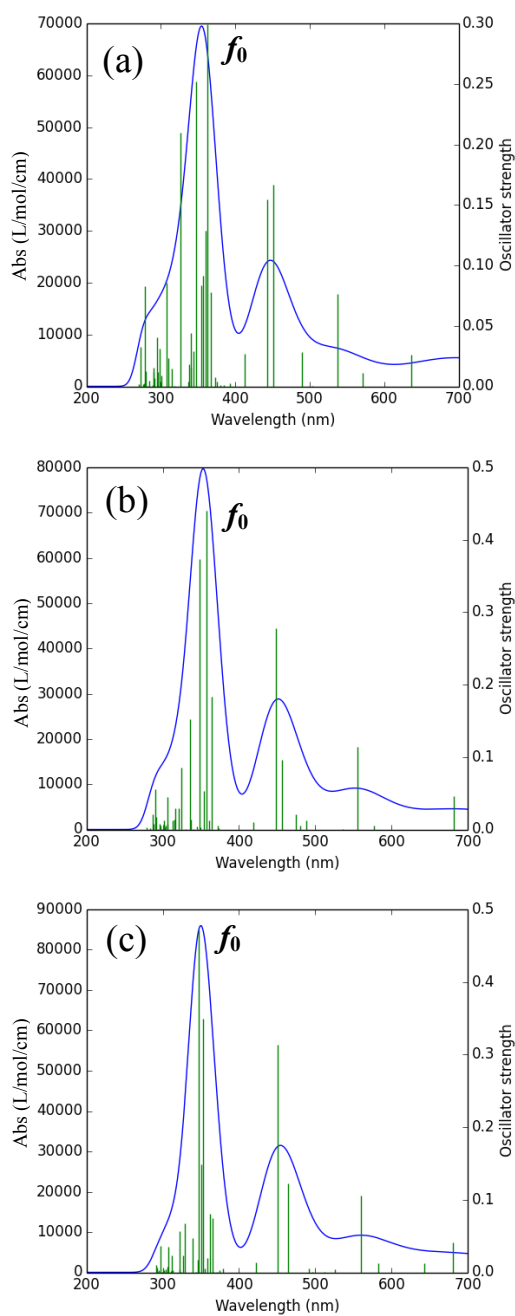 (a)
f0
Abs (L/mol/cm)
70000
60000
50000
40000
30000
20000
10000
0
0.30
0.25
0.20
0.15
0.10
0.05
0.00
Oscillator strength
200 300 400 500 600 700
Wavelength (nm)
(b)
f0
Abs (L/mol/cm)
80000
70000
60000
50000
40000
30000
20000
10000
0
0.5
0.4
0.3
0.2
0.1
0.0
Oscillator strength
200 300 400 500 600 700
Wavelength (nm)
(c)
f0
Abs (L/mol/cm)
90000
80000
70000
60000
50000
40000
30000
20000
10000
0
0.5
0.4
0.3
0.2
0.1
0.0
Oscillator strength
200 300 400 500 600 700
Wavelength (nm)